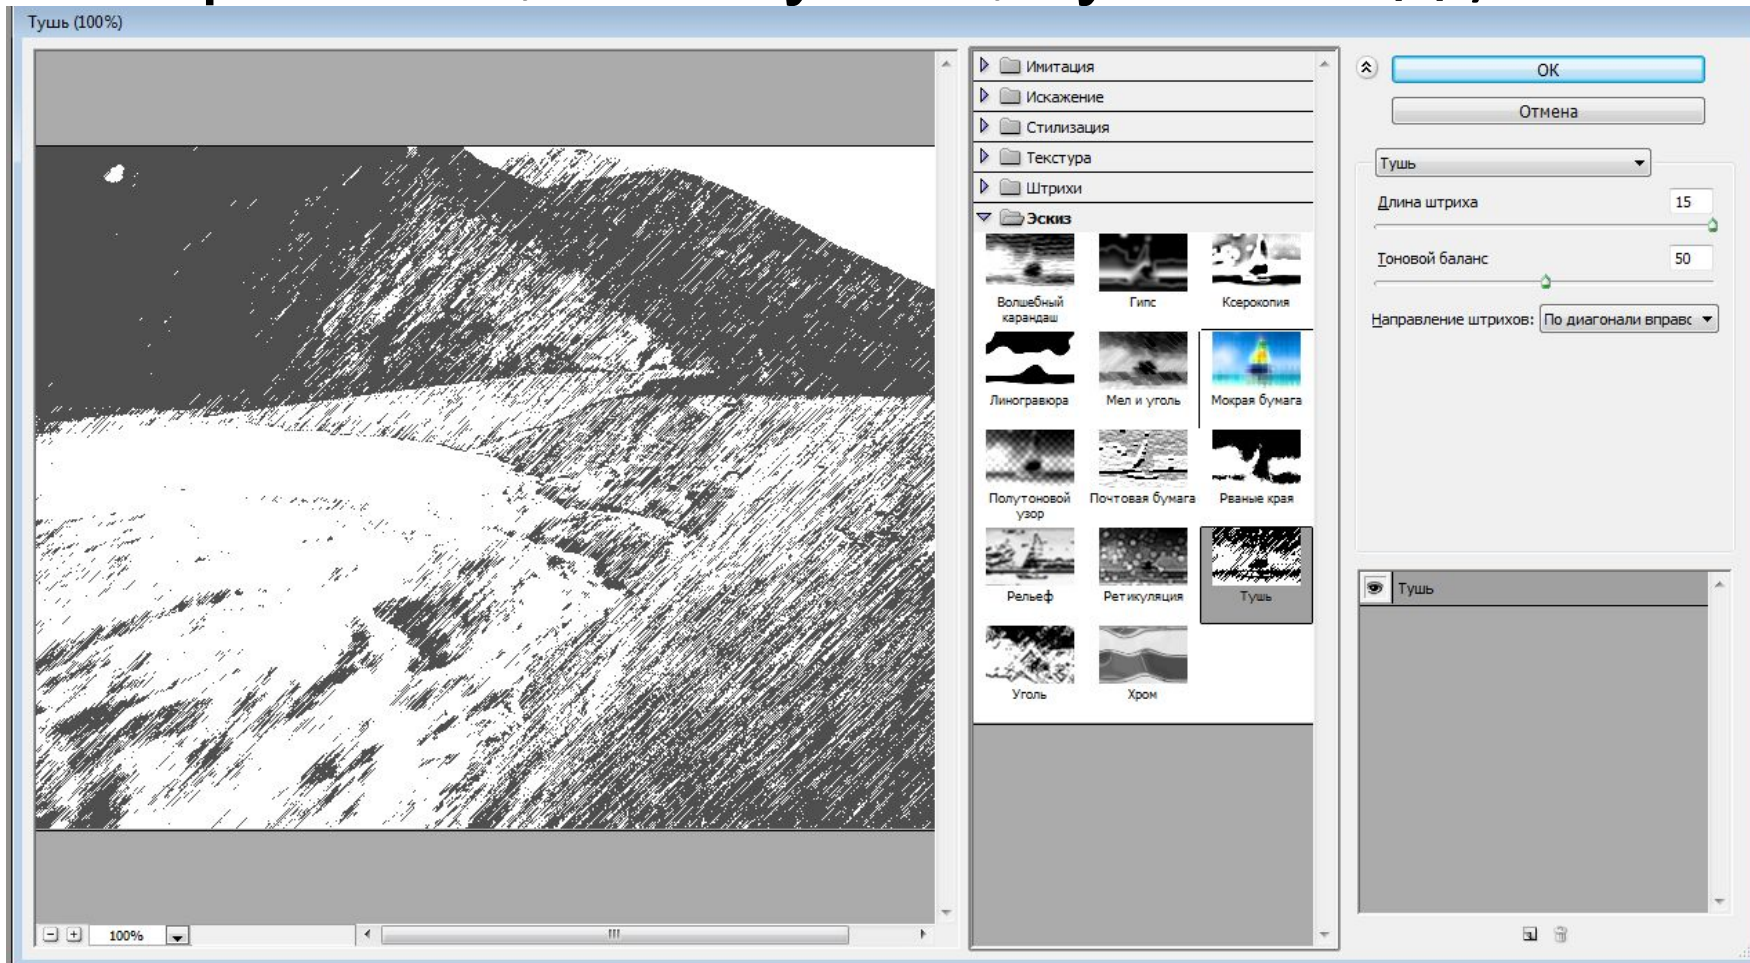 Тушь (100%)
Имитация
Искажение
Стилизация
Текстура
Штрихи
Эскиз
Волшебный
карандаш
Гипс
Ксерокопия
Линогравюра
Мел и уголь
Мокрая бумага
Полутоновой
узор
Почтовая бумага
Рваные края
Рельеф
Ретикуляция
Тушь
Уголь
Хром
OK
Отмена
Тушь
Длина штриха
15
Тоновой баланс
50
Направление штрихов: По диагонали вправо
Тушь
100%